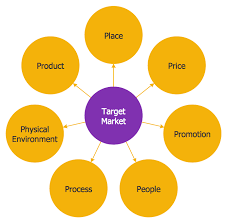 Place
Product
Price
Target
Market
Physical
Environment
Promotion
Process
People